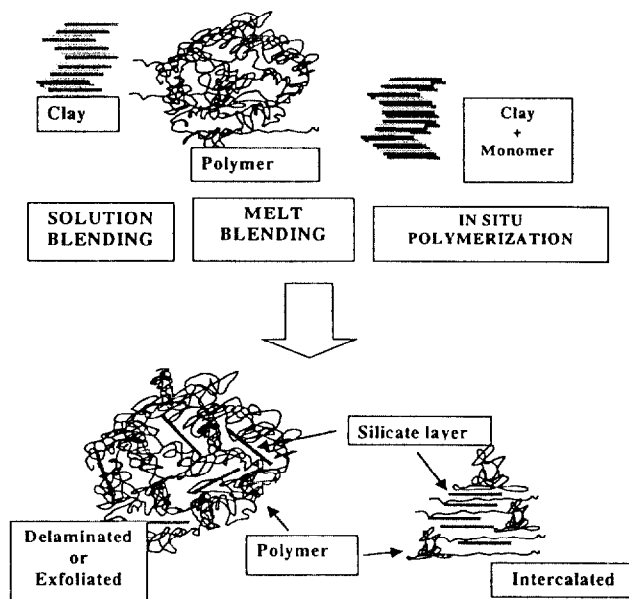 Clay
Polymer
Clay
+
Monomer
SOLUTION
BLENDING
MELT
BLENDING
IN SITU
POLYMERIZATION
Silicate layer
Delaminated
or
Exfoliated
Polymer
Intercalated